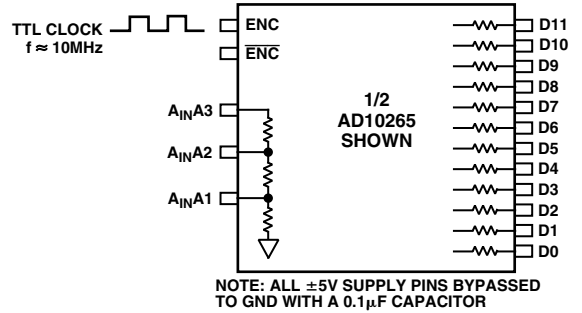 TTL CLOCK
f ≈ 10MHz
ENC
E̅N̅C̅
AINA3
AINA2
AINA1
1/2
AD10265
SHOWN
D11
D10
D9
D8
D7
D6
D5
D4
D3
D2
D1
D0
NOTE: ALL ±5V SUPPLY PINS BYPASSED
TO GND WITH A 0.1μF CAPACITOR